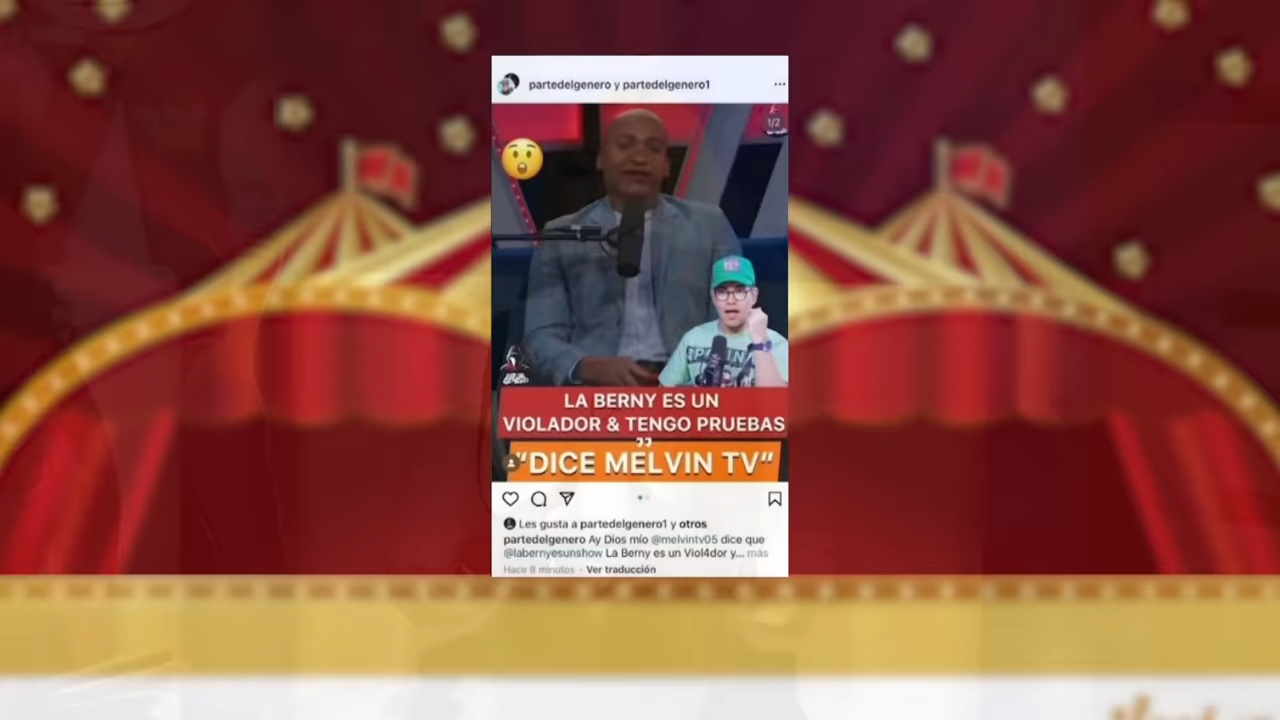 partedelgenero y partedelgenero1
1/2
LA BERNY ES UN
VIOLADOR & TENGO PRUEBAS
”
“DICE MELVIN TV”
Les gusta a partedelgenero1 y otros
partedelgenero Ay Dios mío @melvintv05 dice que
@labernyesunshow La Berny es un Viol4dor y... más
Hace 8 minutos · Ver traducción